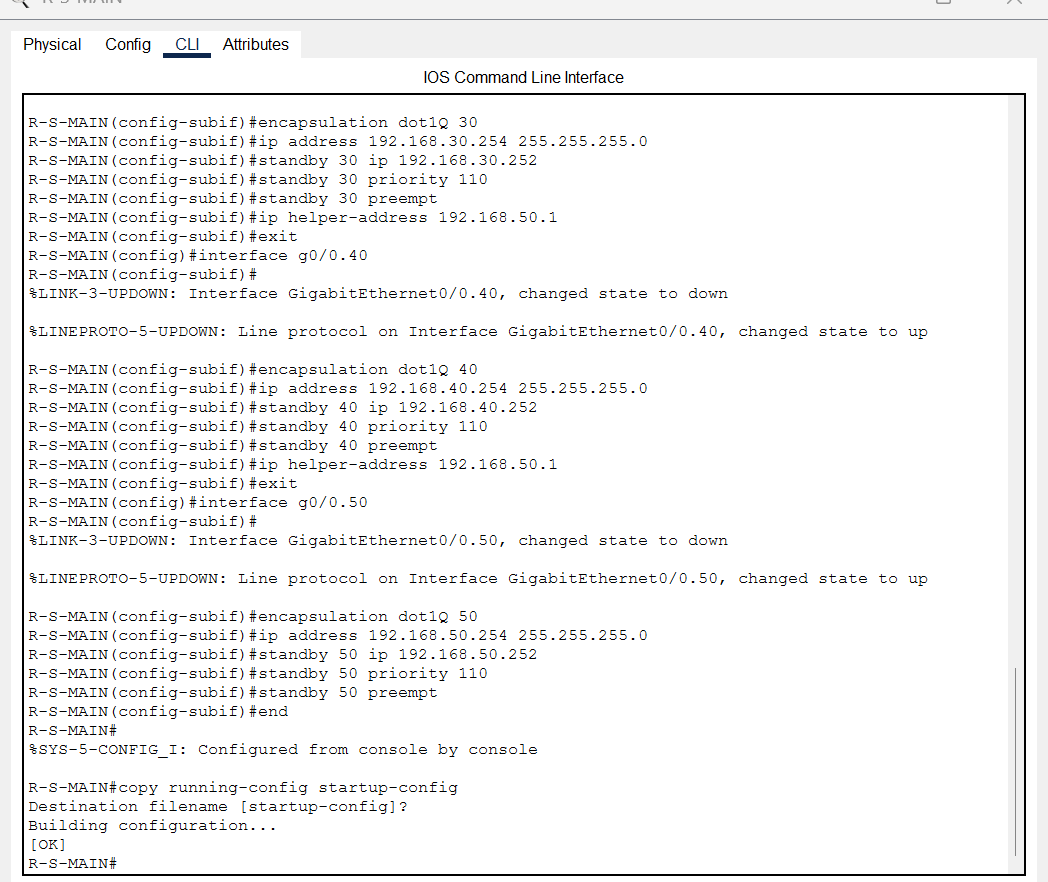 R-S-MAIN
Physical Config CLI Attributes
IOS Command Line Interface
R-S-MAIN(config-subif)#encapsulation dot1Q 30
R-S-MAIN(config-subif)#ip address 192.168.30.254 255.255.255.0
R-S-MAIN(config-subif)#standby 30 ip 192.168.30.252
R-S-MAIN(config-subif)#standby 30 priority 110
R-S-MAIN(config-subif)#standby 30 preempt
R-S-MAIN(config-subif)#ip helper-address 192.168.50.1
R-S-MAIN(config-subif)#exit
R-S-MAIN(config)#interface g0/0.40
R-S-MAIN(config-subif)#
%LINK-3-UPDOWN: Interface GigabitEthernet0/0.40, changed state to down
%LINEPROTO-5-UPDOWN: Line protocol on Interface GigabitEthernet0/0.40, changed state to up
R-S-MAIN(config-subif)#encapsulation dot1Q 40
R-S-MAIN(config-subif)#ip address 192.168.40.254 255.255.255.0
R-S-MAIN(config-subif)#standby 40 ip 192.168.40.252
R-S-MAIN(config-subif)#standby 40 priority 110
R-S-MAIN(config-subif)#standby 40 preempt
R-S-MAIN(config-subif)#ip helper-address 192.168.50.1
R-S-MAIN(config-subif)#exit
R-S-MAIN(config)#interface g0/0.50
R-S-MAIN(config-subif)#
%LINK-3-UPDOWN: Interface GigabitEthernet0/0.50, changed state to down
%LINEPROTO-5-UPDOWN: Line protocol on Interface GigabitEthernet0/0.50, changed state to up
R-S-MAIN(config-subif)#encapsulation dot1Q 50
R-S-MAIN(config-subif)#ip address 192.168.50.254 255.255.255.0
R-S-MAIN(config-subif)#standby 50 ip 192.168.50.252
R-S-MAIN(config-subif)#standby 50 priority 110
R-S-MAIN(config-subif)#standby 50 preempt
R-S-MAIN(config-subif)#end
R-S-MAIN#
%SYS-5-CONFIG_I: Configured from console by console
R-S-MAIN#copy running-config startup-config
Destination filename [startup-config]?
Building configuration...
[OK]
R-S-MAIN#